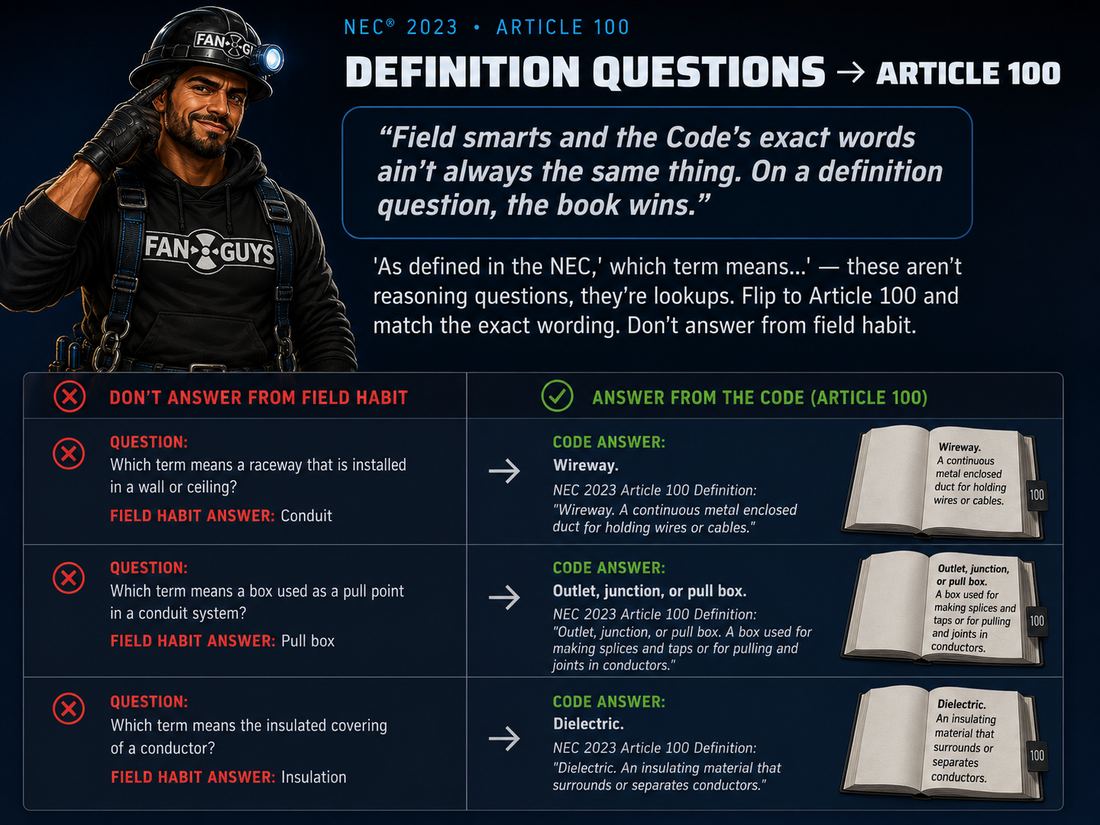 FAN GUYS
FAN GUYS
NEC® 2023 • ARTICLE 100
DEFINITION QUESTIONS → ARTICLE 100
“Field smarts and the Code’s exact words
ain’t always the same thing. On a definition
question, the book wins.”
'As defined in the NEC,' which term means...' — these aren’t
reasoning questions, they’re lookups. Flip to Article 100 and
match the exact wording. Don’t answer from field habit.
DON’T ANSWER FROM FIELD HABIT
ANSWER FROM THE CODE (ARTICLE 100)
QUESTION:
Which term means a raceway that is installed
in a wall or ceiling?
FIELD HABIT ANSWER: Conduit
→
CODE ANSWER:
Wireway.
NEC 2023 Article 100 Definition:
"Wireway. A continuous metal enclosed
duct for holding wires or cables."
Wireway.
A continuous
metal enclosed
duct for holding
wires or cables.
100
QUESTION:
Which term means a box used as a pull point
in a conduit system?
FIELD HABIT ANSWER: Pull box
→
CODE ANSWER:
Outlet, junction, or pull box.
NEC 2023 Article 100 Definition:
"Outlet, junction, or pull box. A box used for
making splices and taps or for pulling and
joints in conductors."
Outlet, junction,
or pull box.
A box used for
making splices and
taps or for pulling
and joints in
conductors.
100
QUESTION:
Which term means the insulated covering
of a conductor?
FIELD HABIT ANSWER: Insulation
→
CODE ANSWER:
Dielectric.
NEC 2023 Article 100 Definition:
"Dielectric. An insulating material that
surrounds or separates conductors."
Dielectric.
An insulating
material that
surrounds or
separates
conductors.
100